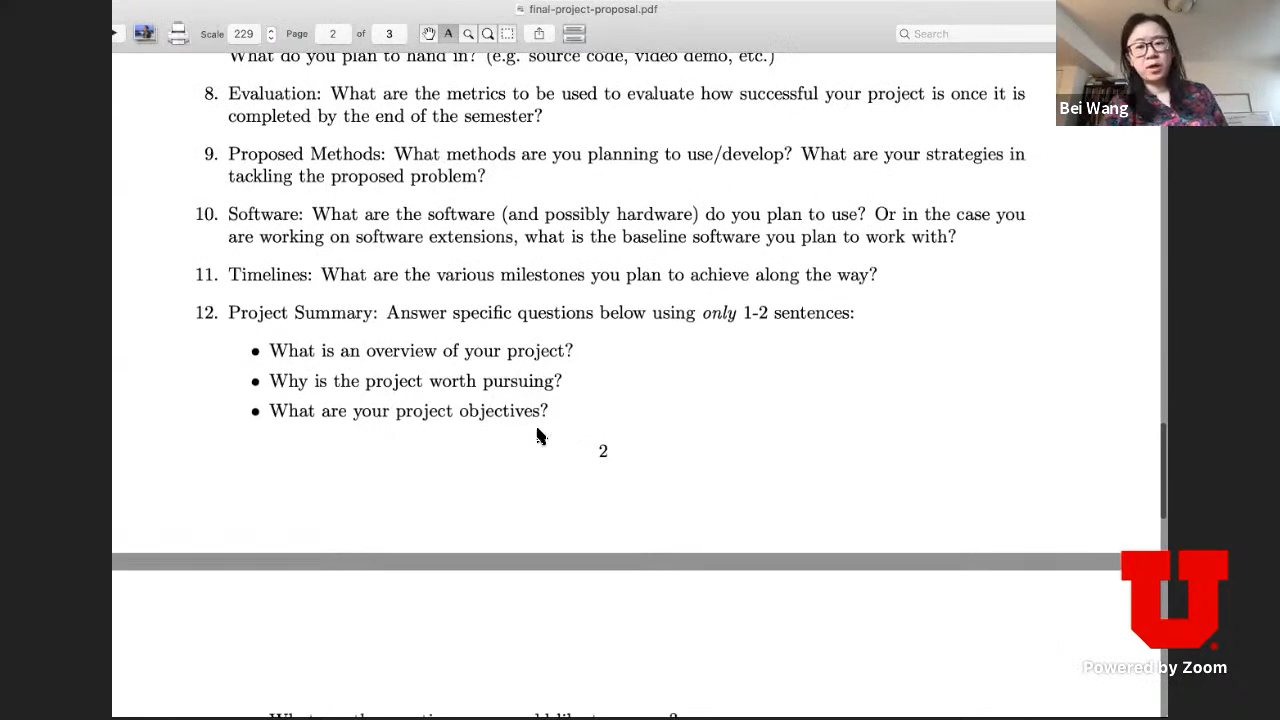 final-project-proposal.pdf
Scale 229 Page 2 of 3 A Search
What do you plan to hand in? (e.g. source code, video demo, etc.)
8. Evaluation: What are the metrics to be used to evaluate how successful your project is once it is
completed by the end of the semester?
Bei Wang
9. Proposed Methods: What methods are you planning to use/develop? What are your strategies in
tackling the proposed problem?
10. Software: What are the software (and possibly hardware) do you plan to use? Or in the case you
are working on software extensions, what is the baseline software you plan to work with?
11. Timelines: What are the various milestones you plan to achieve along the way?
12. Project Summary: Answer specific questions below using only 1-2 sentences:
• What is an overview of your project?
• Why is the project worth pursuing?
• What are your project objectives?
2
U
Powered by Zoom